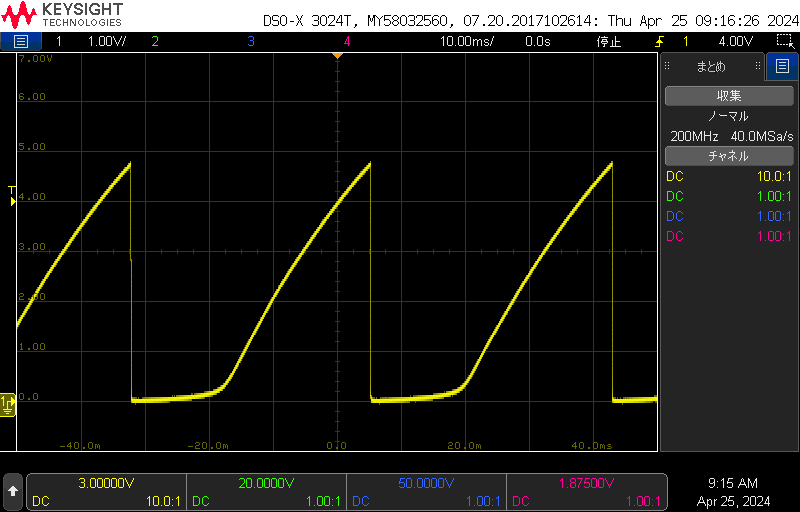 KEYSIGHT
TECHNOLOGIES
DSO-X 3024T, MY58032560, 07.20.2017102614: Thu Apr 25 09:16:26 2024
1 1.00V/ 2 3 4 10.00ms/ 0.0s 停止 1 4.00V
7.00V
6.00
5.00
T
4.00
3.00
2.00
1.00
0.0
1
-40.0m -20.0m 0.0 20.0m 40.0ms
まとめ
収集
ノーマル
200MHz 40.0MSa/s
チャネル
DC 10.0:1
DC 1.00:1
DC 1.00:1
DC 1.00:1
3.00000V 20.0000V 50.0000V 1.87500V
DC 10.0:1 DC 1.00:1 DC 1.00:1 DC 1.00:1
9:15 AM
Apr 25, 2024